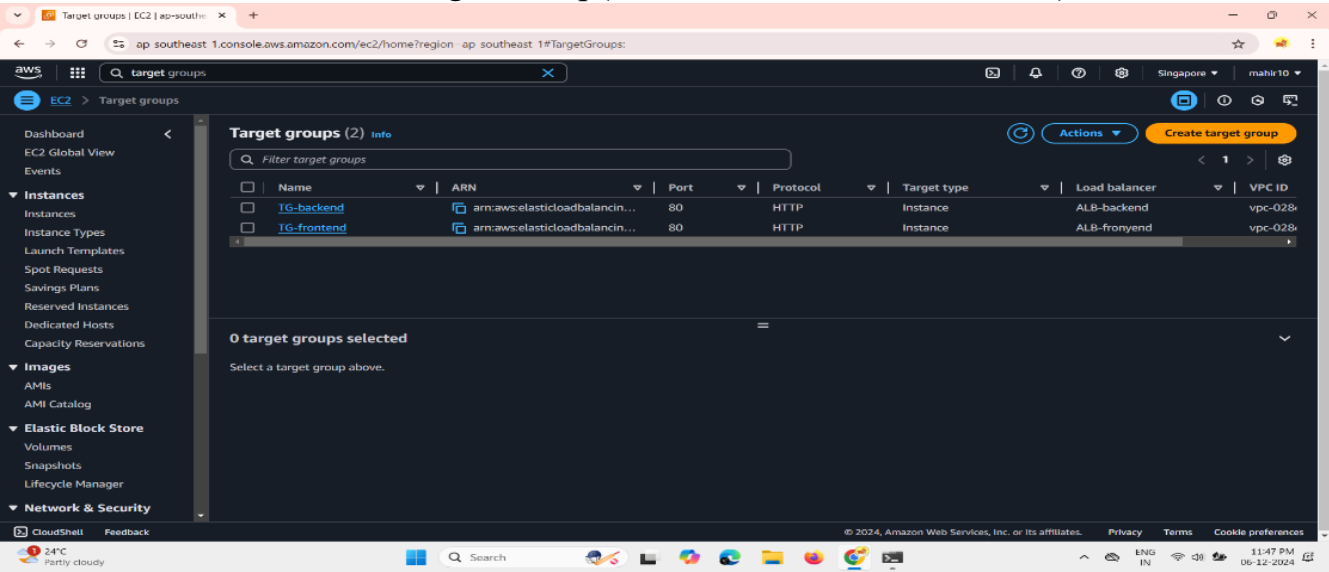 Target groups | EC2 | ap-southe
ap southeast 1.console.aws.amazon.com/ec2/home?region=ap southeast 1#TargetGroups:
aws
target groups
Singapore
mahir10
EC2 > Target groups
Dashboard
EC2 Global View
Events
Instances
Instances
Instance Types
Launch Templates
Spot Requests
Savings Plans
Reserved Instances
Dedicated Hosts
Capacity Reservations
Images
AMIs
AMI Catalog
Elastic Block Store
Volumes
Snapshots
Lifecycle Manager
Network & Security
Target groups (2) Info
Actions
Create target group
Filter target groups
1
Name ARN Port Protocol Target type Load balancer VPC ID
TG-backend arn:aws:elasticloadbalancin... 80 HTTP Instance ALB-backend vpc-028
TG-frontend arn:aws:elasticloadbalancin... 80 HTTP Instance ALB-fronyend vpc-028
0 target groups selected
Select a target group above.
CloudShell Feedback
© 2024, Amazon Web Services, Inc. or its affiliates. Privacy Terms Cookie preferences
1
24°C
Partly cloudy
Search
ENG
IN
11:47 PM
06-12-2024